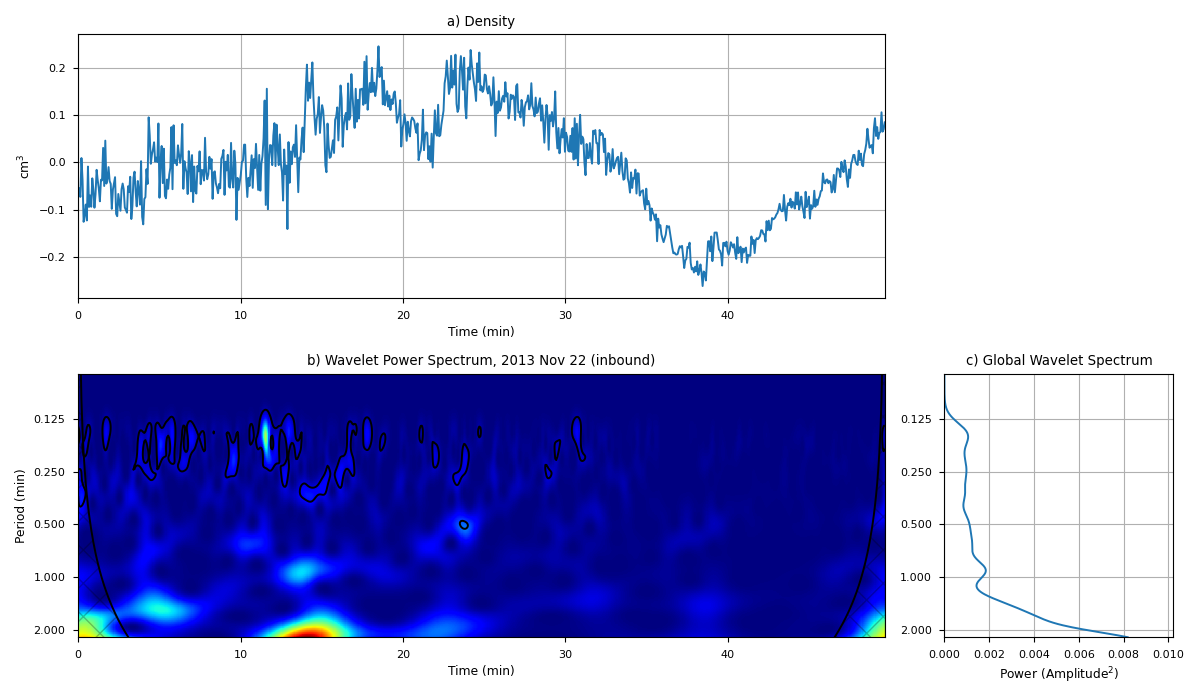 a) Density
cm³
0.2
0.1
0.0
−0.1
−0.2
0 10 20 30 40
Time (min)
b) Wavelet Power Spectrum, 2013 Nov 22 (inbound)
Period (min)
0.125
0.250
0.500
1.000
2.000
0 10 20 30 40
Time (min)
c) Global Wavelet Spectrum
0.125
0.250
0.500
1.000
2.000
0.000 0.002 0.004 0.006 0.008 0.010
Power (Amplitude²)